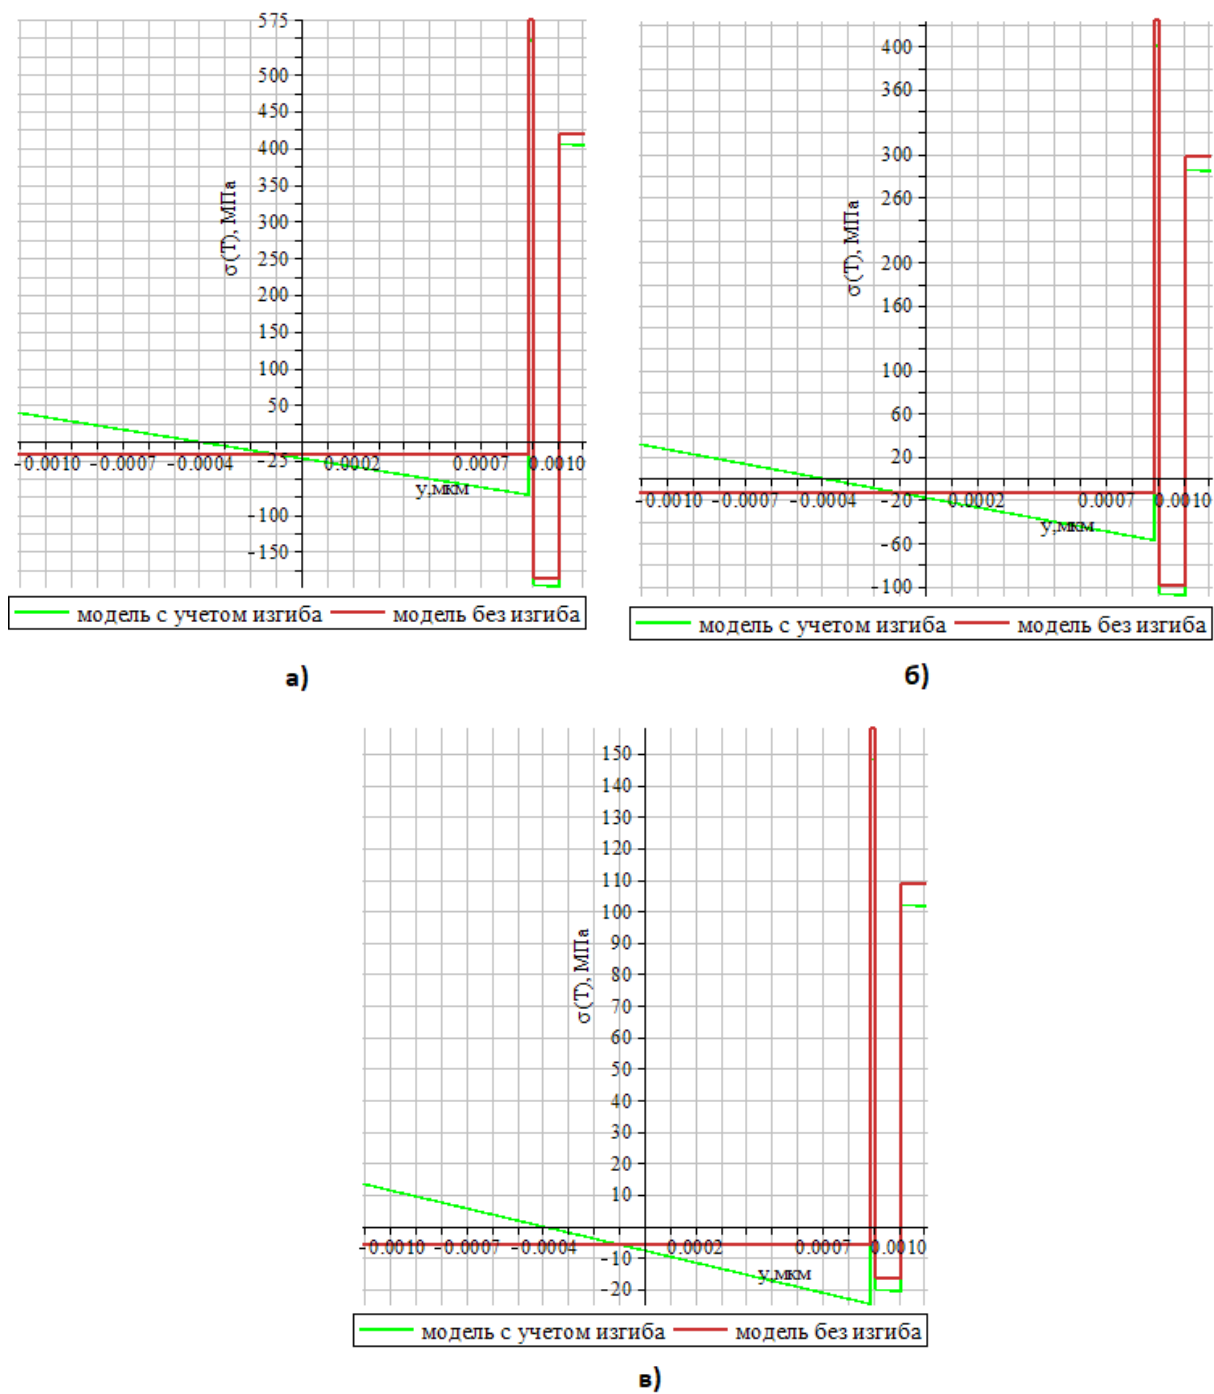 575
500
450
400
350
300
250
200
150
100
50
σ(T), МПа
-0.0010 -0.0007 -0.0004 -25 0.0002 0.0007 0.0010
y,мкм
-100
-150
модель с учетом изгиба модель без изгиба
а)
400
360
300
260
200
160
100
60
20
σ(T), МПа
-0.0010 -0.0007 -0.0004 -20 0.0002 0.0007 0.0010
y,мкм
-60
-100
модель с учетом изгиба модель без изгиба
б)
150
140
130
120
110
100
90
80
70
60
50
40
30
20
10
σ(T), МПа
-0.0010 -0.0007 -0.0004 0.0002 0.0007 0.0010
-10
y,мкм
-20
модель с учетом изгиба модель без изгиба
в)